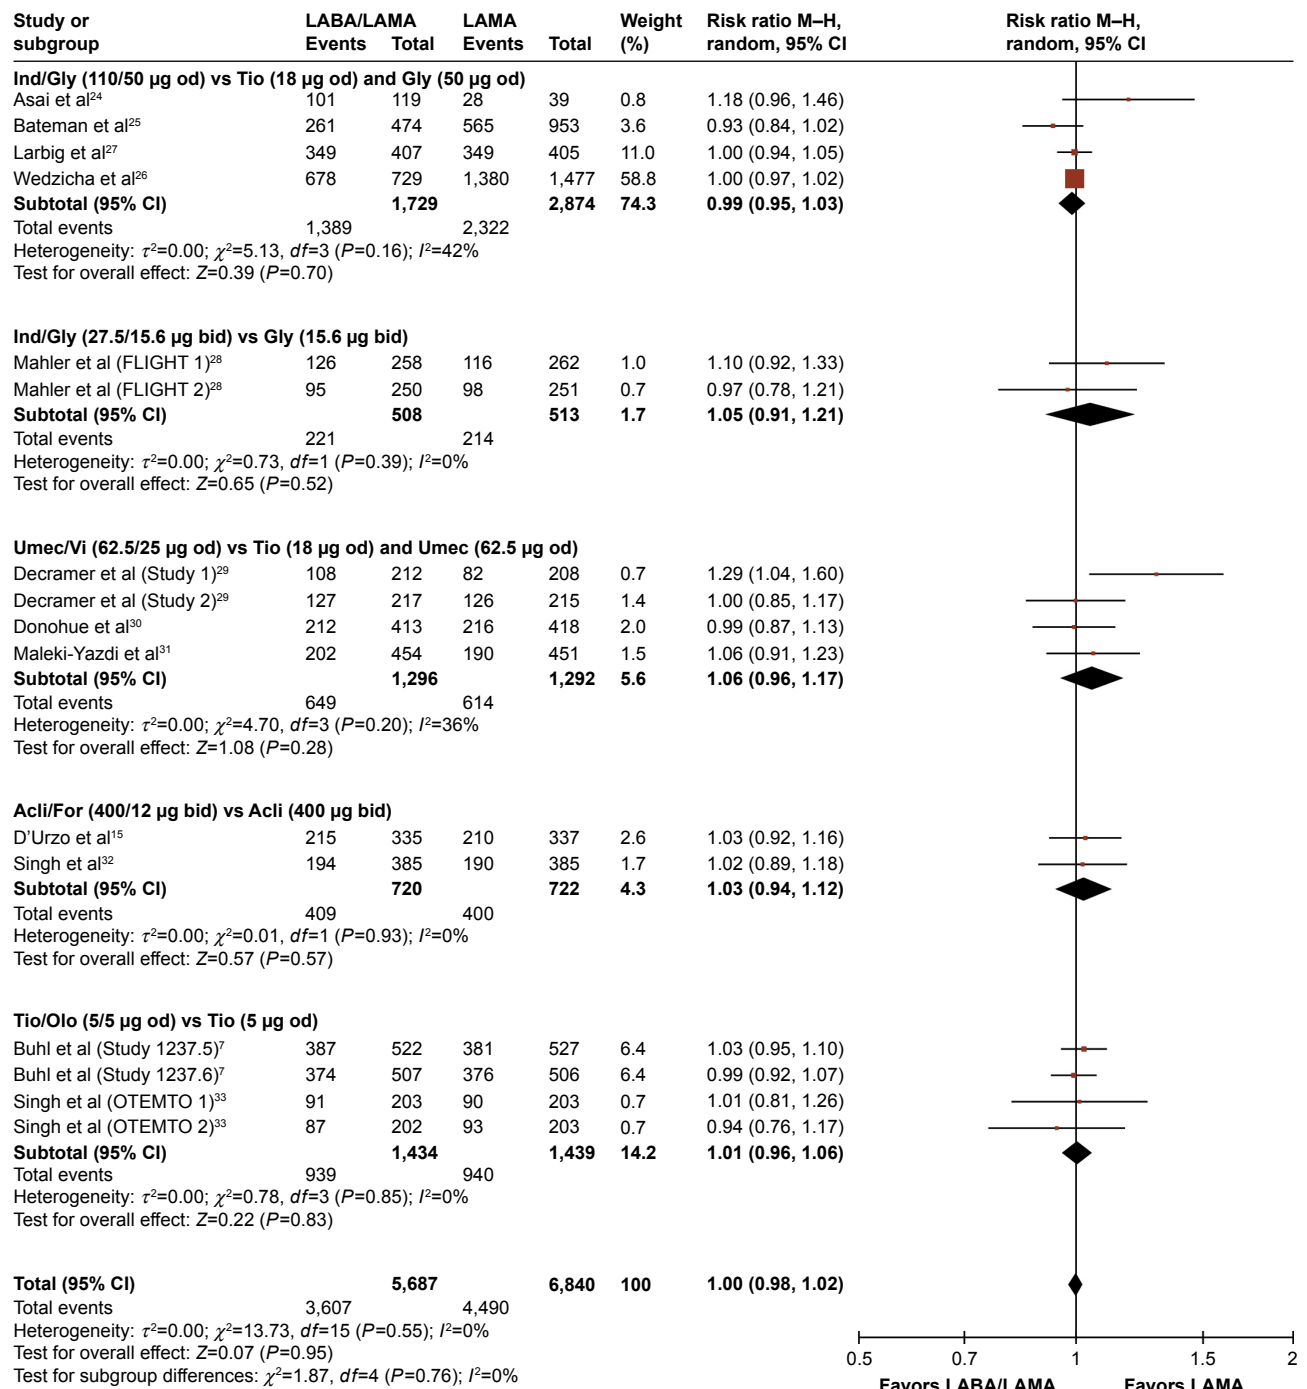 Study or subgroup LABA/LAMA Events Total LAMA Events Total Weight (%) Risk ratio M–H, random, 95% CI Risk ratio M–H, random, 95% CI
Ind/Gly (110/50 µg od) vs Tio (18 µg od) and Gly (50 µg od)
Asai et al24 101 119 28 39 0.8 1.18 (0.96, 1.46)
Bateman et al25 261 474 565 953 3.6 0.93 (0.84, 1.02)
Larbig et al27 349 407 349 405 11.0 1.00 (0.94, 1.05)
Wedzicha et al26 678 729 1,380 1,477 58.8 1.00 (0.97, 1.02)
Subtotal (95% CI) 1,729 2,874 74.3 0.99 (0.95, 1.03)
Total events 1,389 2,322
Heterogeneity: τ²=0.00; χ²=5.13, df=3 (P=0.16); I²=42%
Test for overall effect: Z=0.39 (P=0.70)
Ind/Gly (27.5/15.6 µg bid) vs Gly (15.6 µg bid)
Mahler et al (FLIGHT 1)28 126 258 116 262 1.0 1.10 (0.92, 1.33)
Mahler et al (FLIGHT 2)28 95 250 98 251 0.7 0.97 (0.78, 1.21)
Subtotal (95% CI) 508 513 1.7 1.05 (0.91, 1.21)
Total events 221 214
Heterogeneity: τ²=0.00; χ²=0.73, df=1 (P=0.39); I²=0%
Test for overall effect: Z=0.65 (P=0.52)
Umec/Vi (62.5/25 µg od) vs Tio (18 µg od) and Umec (62.5 µg od)
Decramer et al (Study 1)29 108 212 82 208 0.7 1.29 (1.04, 1.60)
Decramer et al (Study 2)29 127 217 126 215 1.4 1.00 (0.85, 1.17)
Donohue et al30 212 413 216 418 2.0 0.99 (0.87, 1.13)
Maleki-Yazdi et al31 202 454 190 451 1.5 1.06 (0.91, 1.23)
Subtotal (95% CI) 1,296 1,292 5.6 1.06 (0.96, 1.17)
Total events 649 614
Heterogeneity: τ²=0.00; χ²=4.70, df=3 (P=0.20); I²=36%
Test for overall effect: Z=1.08 (P=0.28)
Acli/For (400/12 µg bid) vs Acli (400 µg bid)
D'Urzo et al15 215 335 210 337 2.6 1.03 (0.92, 1.16)
Singh et al32 194 385 190 385 1.7 1.02 (0.89, 1.18)
Subtotal (95% CI) 720 722 4.3 1.03 (0.94, 1.12)
Total events 409 400
Heterogeneity: τ²=0.00; χ²=0.01, df=1 (P=0.93); I²=0%
Test for overall effect: Z=0.57 (P=0.57)
Tio/Olo (5/5 µg od) vs Tio (5 µg od)
Buhl et al (Study 1237.5)7 387 522 381 527 6.4 1.03 (0.95, 1.10)
Buhl et al (Study 1237.6)7 374 507 376 506 6.4 0.99 (0.92, 1.07)
Singh et al (OTEMTO 1)33 91 203 90 203 0.7 1.01 (0.81, 1.26)
Singh et al (OTEMTO 2)33 87 202 93 203 0.7 0.94 (0.76, 1.17)
Subtotal (95% CI) 1,434 1,439 14.2 1.01 (0.96, 1.06)
Total events 939 940
Heterogeneity: τ²=0.00; χ²=0.78, df=3 (P=0.85); I²=0%
Test for overall effect: Z=0.22 (P=0.83)
Total (95% CI) 5,687 6,840 100 1.00 (0.98, 1.02)
Total events 3,607 4,490
Heterogeneity: τ²=0.00; χ²=13.73, df=15 (P=0.55); I²=0%
Test for overall effect: Z=0.07 (P=0.95)
Test for subgroup differences: χ²=1.87, df=4 (P=0.76); I²=0%
0.5 0.7 1 1.5 2
Favors LABA/LAMA Favors LAMA